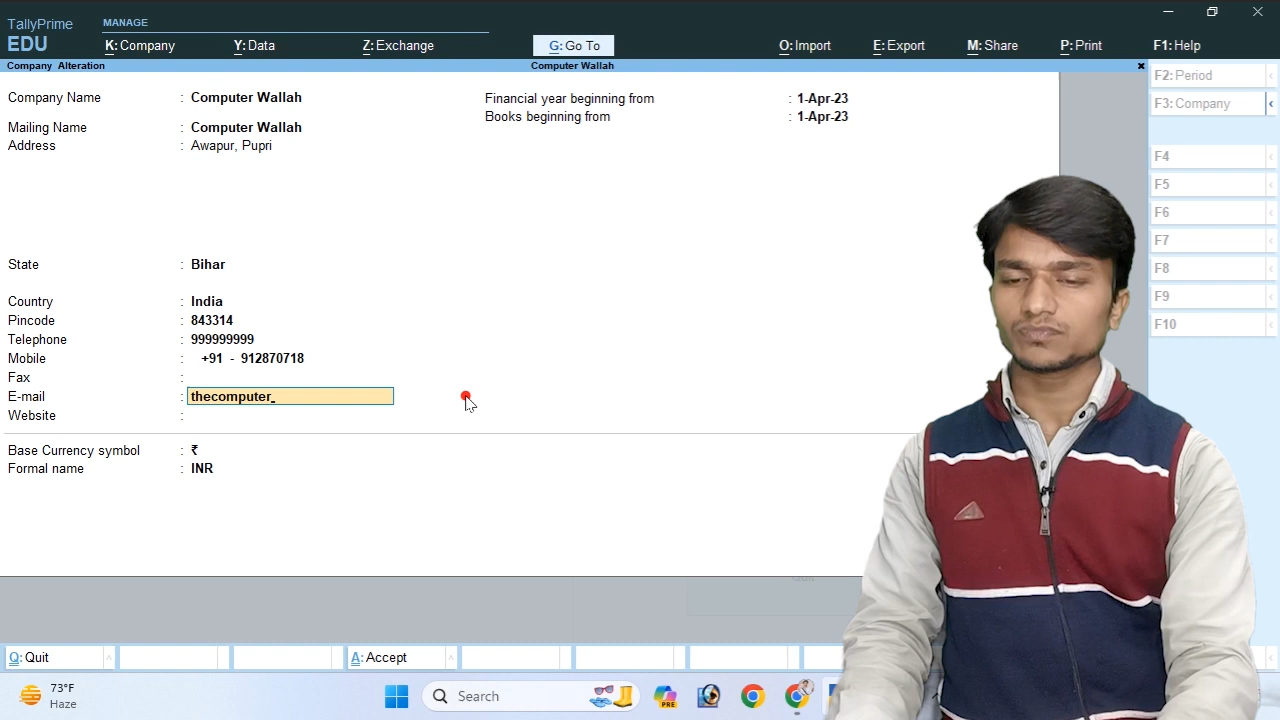 TallyPrime
EDU
MANAGE
K: Company
Y: Data
Z: Exchange
G: Go To
O: Import
E: Export
M: Share
P: Print
F1: Help
Company Alteration
Computer Wallah
Company Name : Computer Wallah
Financial year beginning from : 1-Apr-23
Books beginning from : 1-Apr-23
Mailing Name : Computer Wallah
Address : Awapur, Pupri
State : Bihar
Country : India
Pincode : 843314
Telephone : 999999999
Mobile : +91 - 912870718
Fax :
E-mail : thecomputer_
Website :
Base Currency symbol : ₹
Formal name : INR
F2: Period
F3: Company
F4
F5
F6
F7
F8
F9
F10
Q: Quit
A: Accept
73°F
Haze
Search
PRE